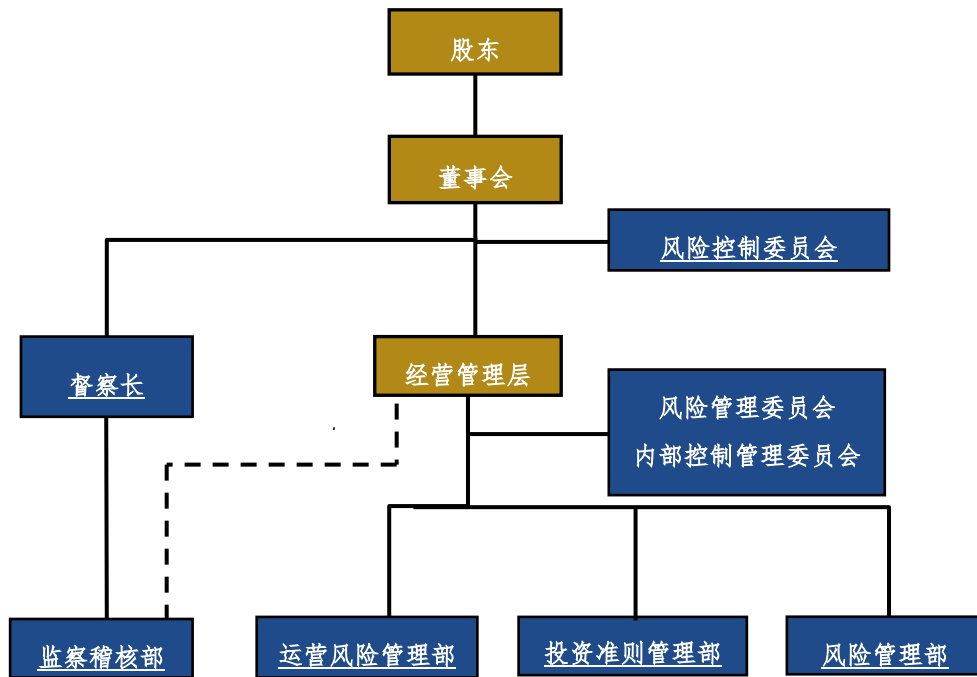 股东
董事会
风险控制委员会
督察长
经营管理层
风险管理委员会
内部控制管理委员会
监察稽核部
运营风险管理部
投资准则管理部
风险管理部